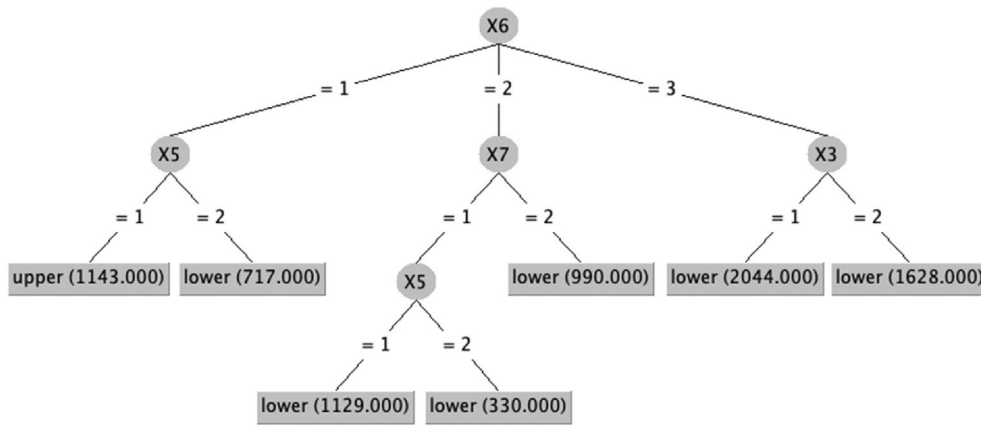 X6
= 1 = 2 = 3
X5 X7 X3
= 1 = 2 = 1 = 2 = 1 = 2
upper (1143.000) lower (717.000) X5 lower (990.000) lower (2044.000) lower (1628.000)
= 1 = 2
lower (1129.000) lower (330.000)